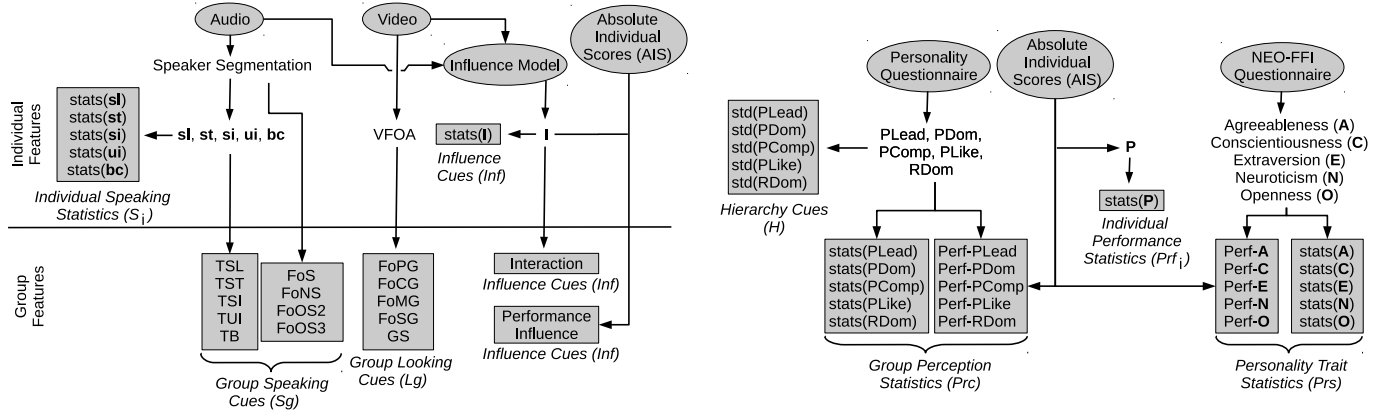 Audio
Video
Absolute
Individual
Scores (AIS)
Speaker Segmentation
Influence Model
Individual
Features
stats(sl)
stats(st)
stats(si)
stats(ui)
stats(bc)
sl, st, si, ui, bc
VFOA
stats(I)
I
Influence
Cues (Inf)
Individual Speaking
Statistics (S i)
Group
Features
TSL
TST
TSI
TUI
TB
FoS
FoNS
FoOS2
FoOS3
Group Speaking
Cues (Sg)
FoPG
FoCG
FoMG
FoSG
GS
Group Looking
Cues (Lg)
Interaction
Influence Cues (Inf)
Performance
Influence
Influence Cues (Inf)
Personality
Questionnaire
Absolute
Individual
Scores (AIS)
NEO-FFI
Questionnaire
std(PLead)
std(PDom)
std(PComp)
std(PLike)
std(RDom)
Hierarchy Cues
(H)
PLead, PDom,
PComp, PLike,
RDom
P
stats(P)
Individual
Performance
Statistics (Prf i)
Agreeableness (A)
Conscientiousness (C)
Extraversion (E)
Neuroticism (N)
Openness (O)
stats(PLead)
stats(PDom)
stats(PComp)
stats(PLike)
stats(RDom)
Perf-PLead
Perf-PDom
Perf-PComp
Perf-PLike
Perf-RDom
Group Perception
Statistics (Prc)
Perf-A
Perf-C
Perf-E
Perf-N
Perf-O
stats(A)
stats(C)
stats(E)
stats(N)
stats(O)
Personality Trait
Statistics (Prs)